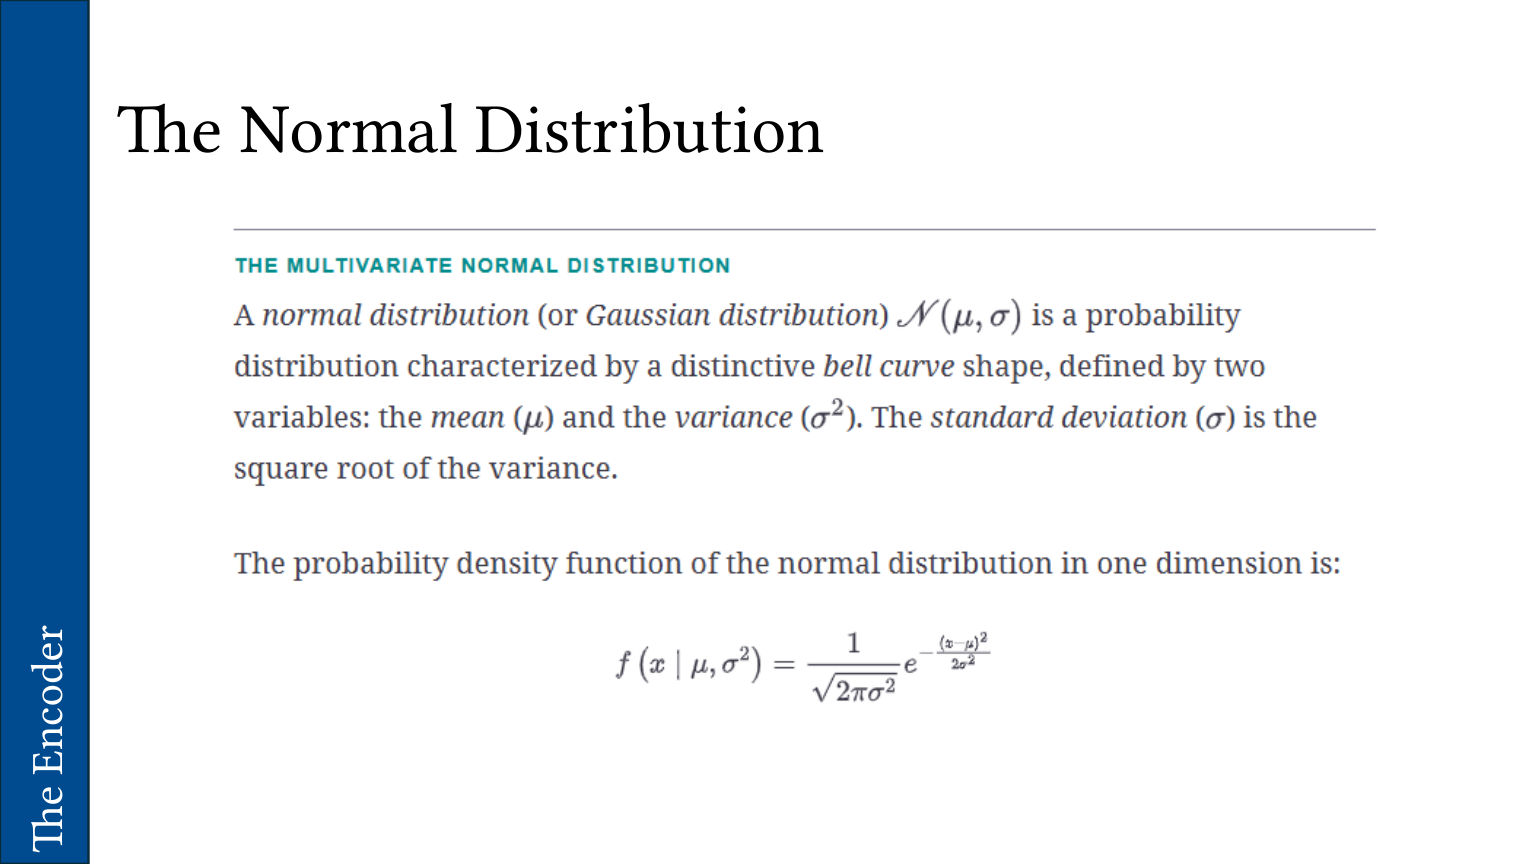 The Normal Distribution
THE MULTIVARIATE NORMAL DISTRIBUTION
A normal distribution (or Gaussian distribution) 𝒩(μ, σ) is a probability
distribution characterized by a distinctive bell curve shape, defined by two
variables: the mean (μ) and the variance (σ²). The standard deviation (σ) is the
square root of the variance.
The probability density function of the normal distribution in one dimension is:
f (x | μ, σ²) = 1/√(2πσ²) e^(−(x−μ)²/(2σ²))
The Encoder